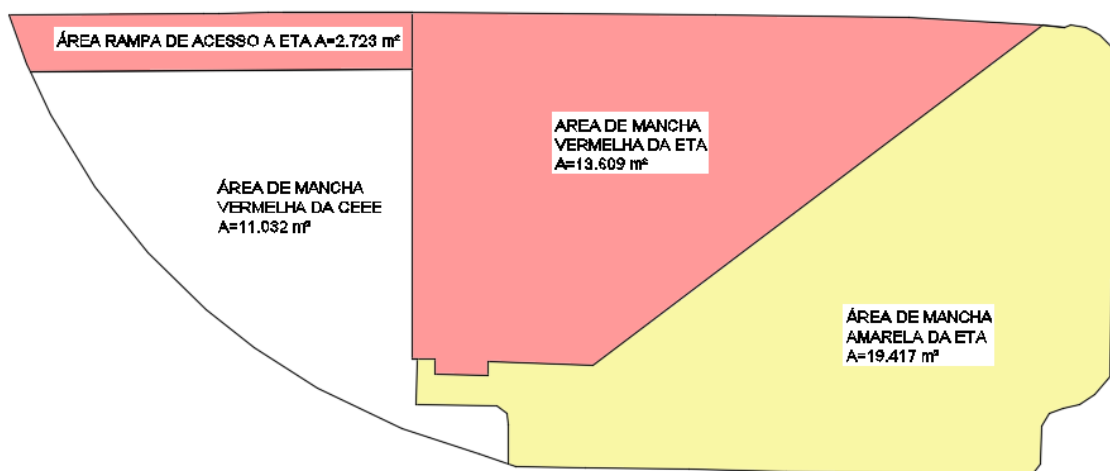 ÁREA RAMPA DE ACESSO A ETA A=2.723 m²
AREA DE MANCHA
VERMELHA DA ETA
A=13.609 m²
ÁREA DE MANCHA
VERMELHA DA CEEE
A=11.032 m²
ÁREA DE MANCHA
AMARELA DA ETA
A=19.417 m²